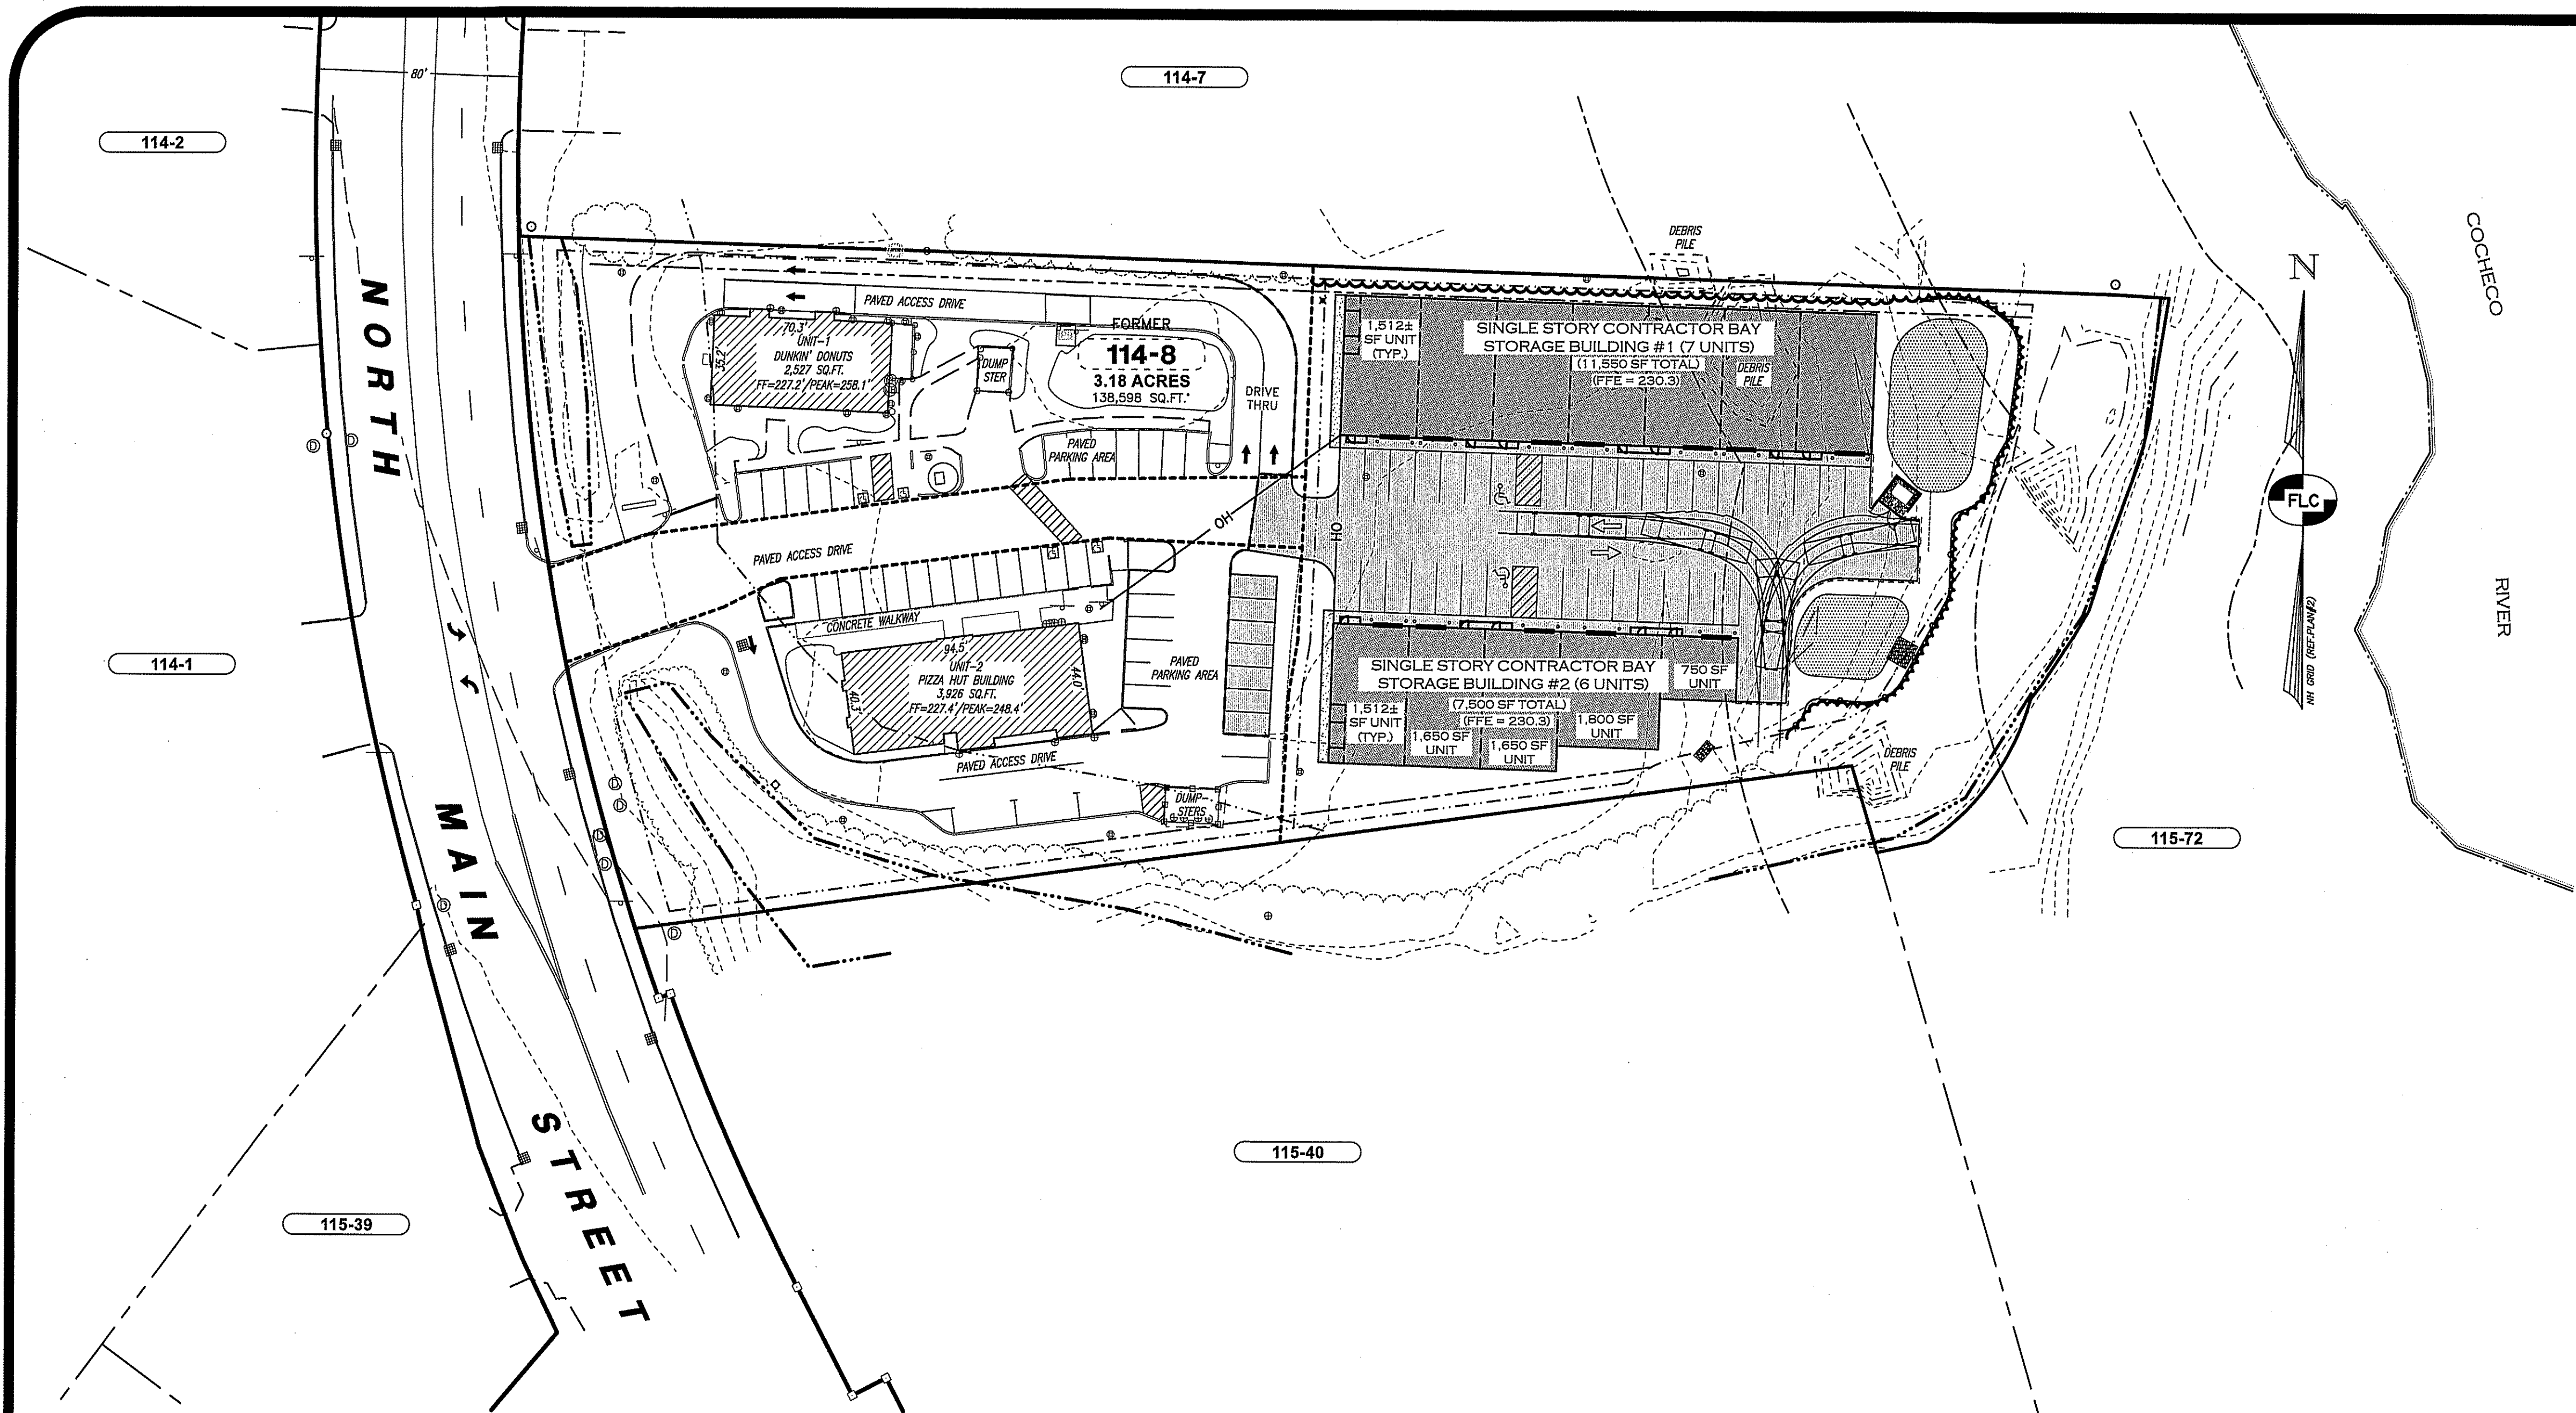 80'
114-7
114-2
NORTH
MAIN
STREET
114-1
115-39
115-40
115-72
COCHECO
RIVER
N
FLC
NH GRID (REF.PLAN#2)
DEBRIS
PILE
PAVED ACCESS DRIVE
70.3'
35.2'
UNIT-1
DUNKIN' DONUTS
2,527 SQ.FT.
FF=227.2'/PEAK=258.1'
DUMP
STER
FORMER
114-8
3.18 ACRES
138,598 SQ.FT.
DRIVE
THRU
PAVED
PARKING AREA
1,512±
SF UNIT
(TYP.)
SINGLE STORY CONTRACTOR BAY
STORAGE BUILDING #1 (7 UNITS)
(11,550 SF TOTAL)
(FFE = 230.3)
DEBRIS
PILE
OH
OH
PAVED ACCESS DRIVE
CONCRETE WALKWAY
94.5'
40.3'
44.0'
UNIT-2
PIZZA HUT BUILDING
3,926 SQ.FT.
FF=227.4'/PEAK=248.4'
PAVED
PARKING AREA
PAVED ACCESS DRIVE
DUMP-
STERS
SINGLE STORY CONTRACTOR BAY
STORAGE BUILDING #2 (6 UNITS)
(7,500 SF TOTAL)
(FFE = 230.3)
750 SF
UNIT
1,512±
SF UNIT
(TYP.)
1,650 SF
UNIT
1,650 SF
UNIT
1,800 SF
UNIT
DEBRIS
PILE
D
D
D
D
D
D
D
D